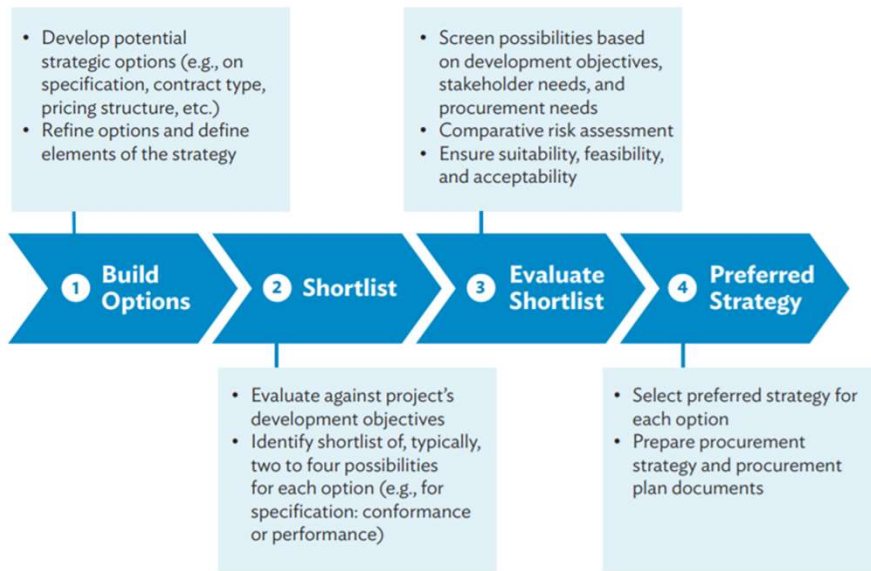 • Develop potential
strategic options (e.g., on
specification, contract type,
pricing structure, etc.)
• Refine options and define
elements of the strategy
• Screen possibilities based
on development objectives,
stakeholder needs, and
procurement needs
• Comparative risk assessment
• Ensure suitability, feasibility,
and acceptability
1 Build
Options
2 Shortlist
3 Evaluate
Shortlist
4 Preferred
Strategy
• Evaluate against project's
development objectives
• Identify shortlist of, typically,
two to four possibilities
for each option (e.g., for
specification: conformance
or performance)
• Select preferred strategy for
each option
• Prepare procurement
strategy and procurement
plan documents